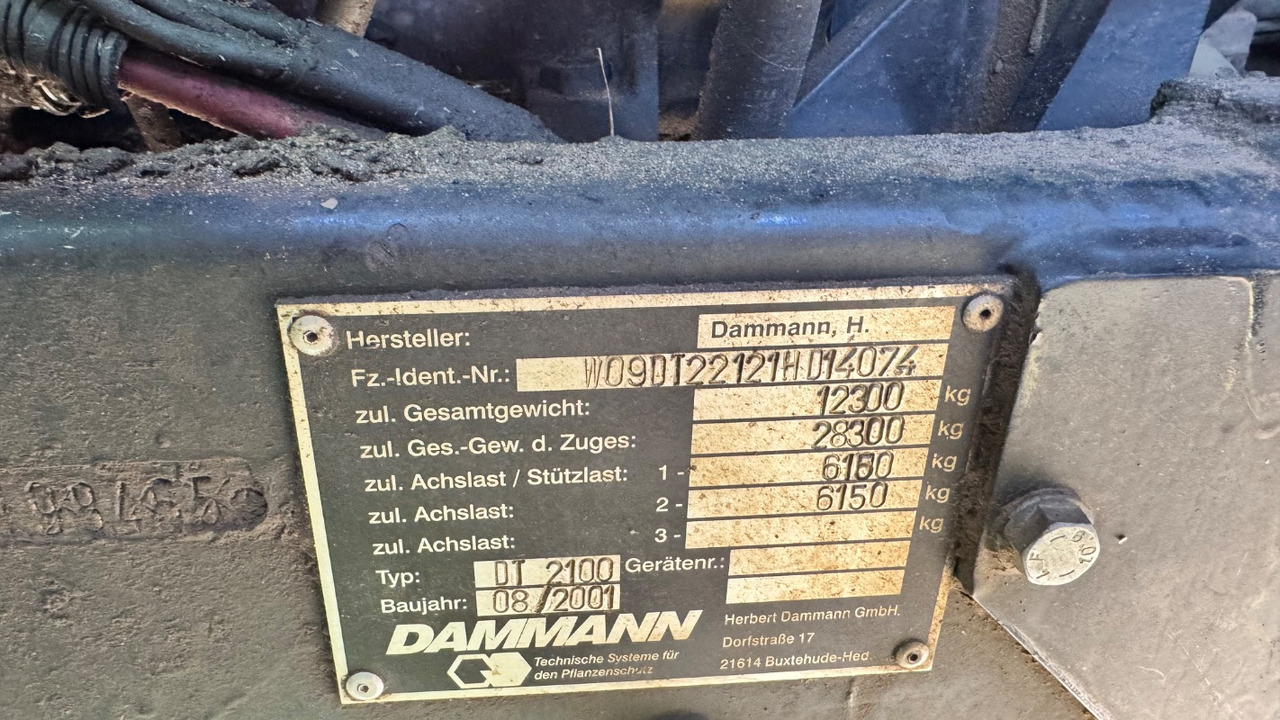 Hersteller: Dammann, H.
Fz.-Ident.-Nr.: W09DT22121HD14074
zul. Gesamtgewicht: 12300 kg
zul. Ges.-Gew. d. Zuges: 28300 kg
zul. Achslast / Stützlast: 1 - 6150 kg
zul. Achslast: 2 - 6150 kg
zul. Achslast: 3 - kg
Typ: DT 2100 Gerätenr.:
Baujahr: 08/2001
DAMMANN
Technische Systeme für
den Pflanzenschutz
Herbert Dammann GmbH.
Dorfstraße 17
21614 Buxtehude-Hed.